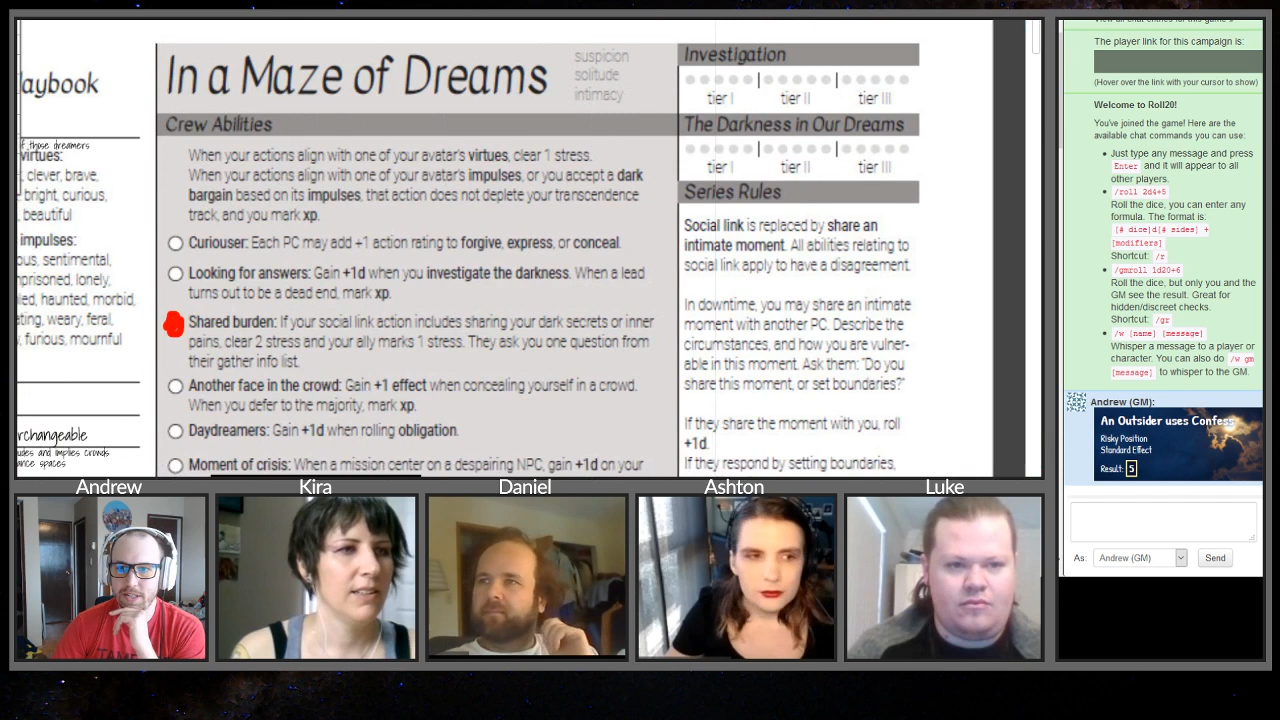 aybook
f those dreamers
virtues:
clever, brave,
bright, curious,
beautiful
impulses:
ous, sentimental,
lonely,
haunted, morbid,
ating, weary, feral,
furious, mournful
rchangeable
udes and implies crowds
ance spaces
In a Maze of Dreams
suspicion
solitude
intimacy
Crew Abilities
When your actions align with one of your avatar's virtues, clear 1 stress.
When your actions align with one of your avatar's impulses, or you accept a dark
bargain based on its impulses, that action does not deplete your transcendence
track, and you mark xp.
Curiouser: Each PC may add +1 action rating to forgive, express, or conceal.
Looking for answers: Gain +1d when you investigate the darkness. When a lead
turns out to be a dead end, mark xp.
Shared burden: If your social link action includes sharing your dark secrets or inner
pains, clear 2 stress and your ally marks 1 stress. They ask you one question from
their gather info list.
Another face in the crowd: Gain +1 effect when concealing yourself in a crowd.
When you defer to the majority, mark xp.
Daydreamers: Gain +1d when rolling obligation.
Moment of crisis: When a mission center on a despairing NPC, gain +1d on your
Investigation
tier I tier II tier III
The Darkness in Our Dreams
tier I tier II tier III
Series Rules
Social link is replaced by share an
intimate moment. All abilities relating to
social link apply to have a disagreement.
In downtime, you may share an intimate
moment with another PC. Describe the
circumstances, and how you are vulner-
able in this moment. Ask them: "Do you
share this moment, or set boundaries?"
If they share the moment with you, roll
+1d.
If they respond by setting boundaries,
The player link for this campaign is:
(Hover over the link with your cursor to show)
Welcome to Roll20!
You've joined the game! Here are the
available chat commands you can use:
Just type any message and press
Enter and it will appear to all
other players.
/roll 2d4+5
Roll the dice, you can enter any
formula. The format is:
[# dice]d[# sides] +
[modifiers]
Shortcut: /r
/gmroll 1d20+6
Roll the dice, but only you and the
GM see the result. Great for
hidden/discreet checks.
Shortcut: /gr
/w [name] [message]
Whisper a message to a player or
character. You can also do /w gm
[message] to whisper to the GM.
Andrew (GM):
An Outsider uses Confess
Risky Position
Standard Effect
Result: 5
As: Andrew (GM) Send
Andrew
Kira
Daniel
Ashton
Luke